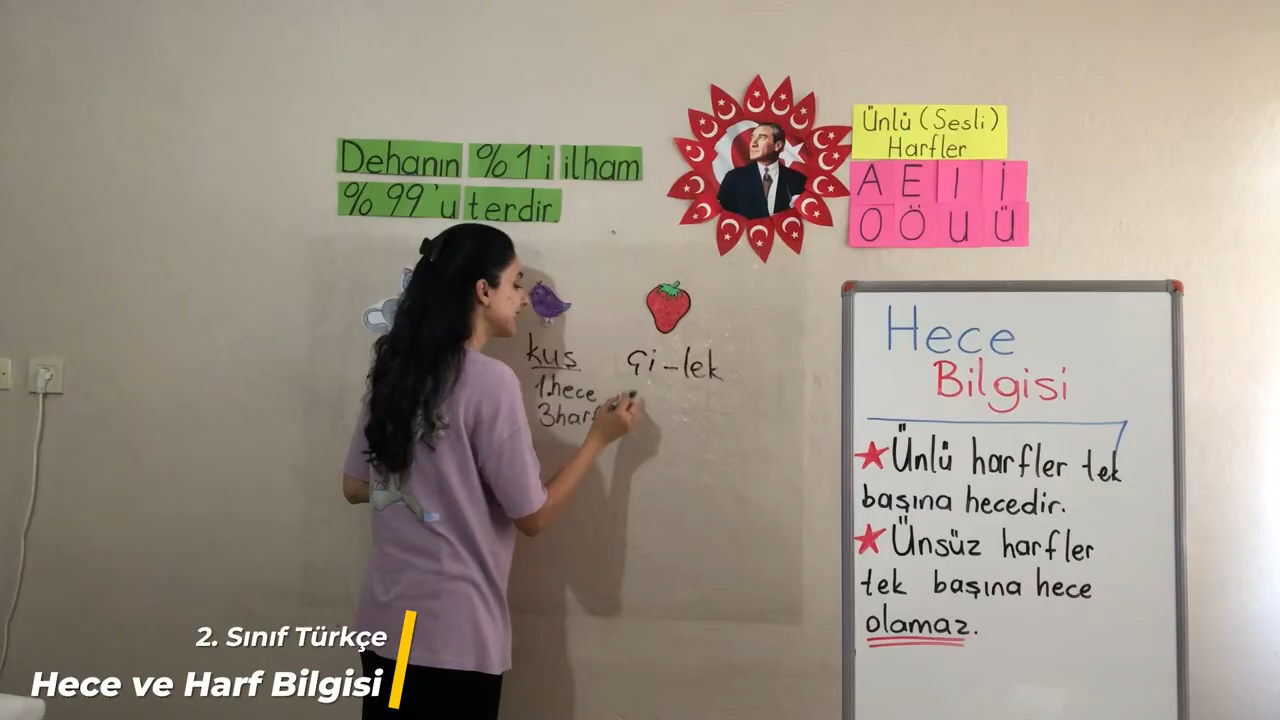 Dehanın %1'i ilham
%99'u terdir.
Ünlü (Sesli)
Harfler
A E I İ
O Ö U Ü
kuş
1.hece
3harf
çi-lek
Hece
Bilgisi
Ünlü harfler tek
başına hecedir.
Ünsüz harfler
tek başına hece
olamaz.
2. Sınıf Türkçe
Hece ve Harf Bilgisi